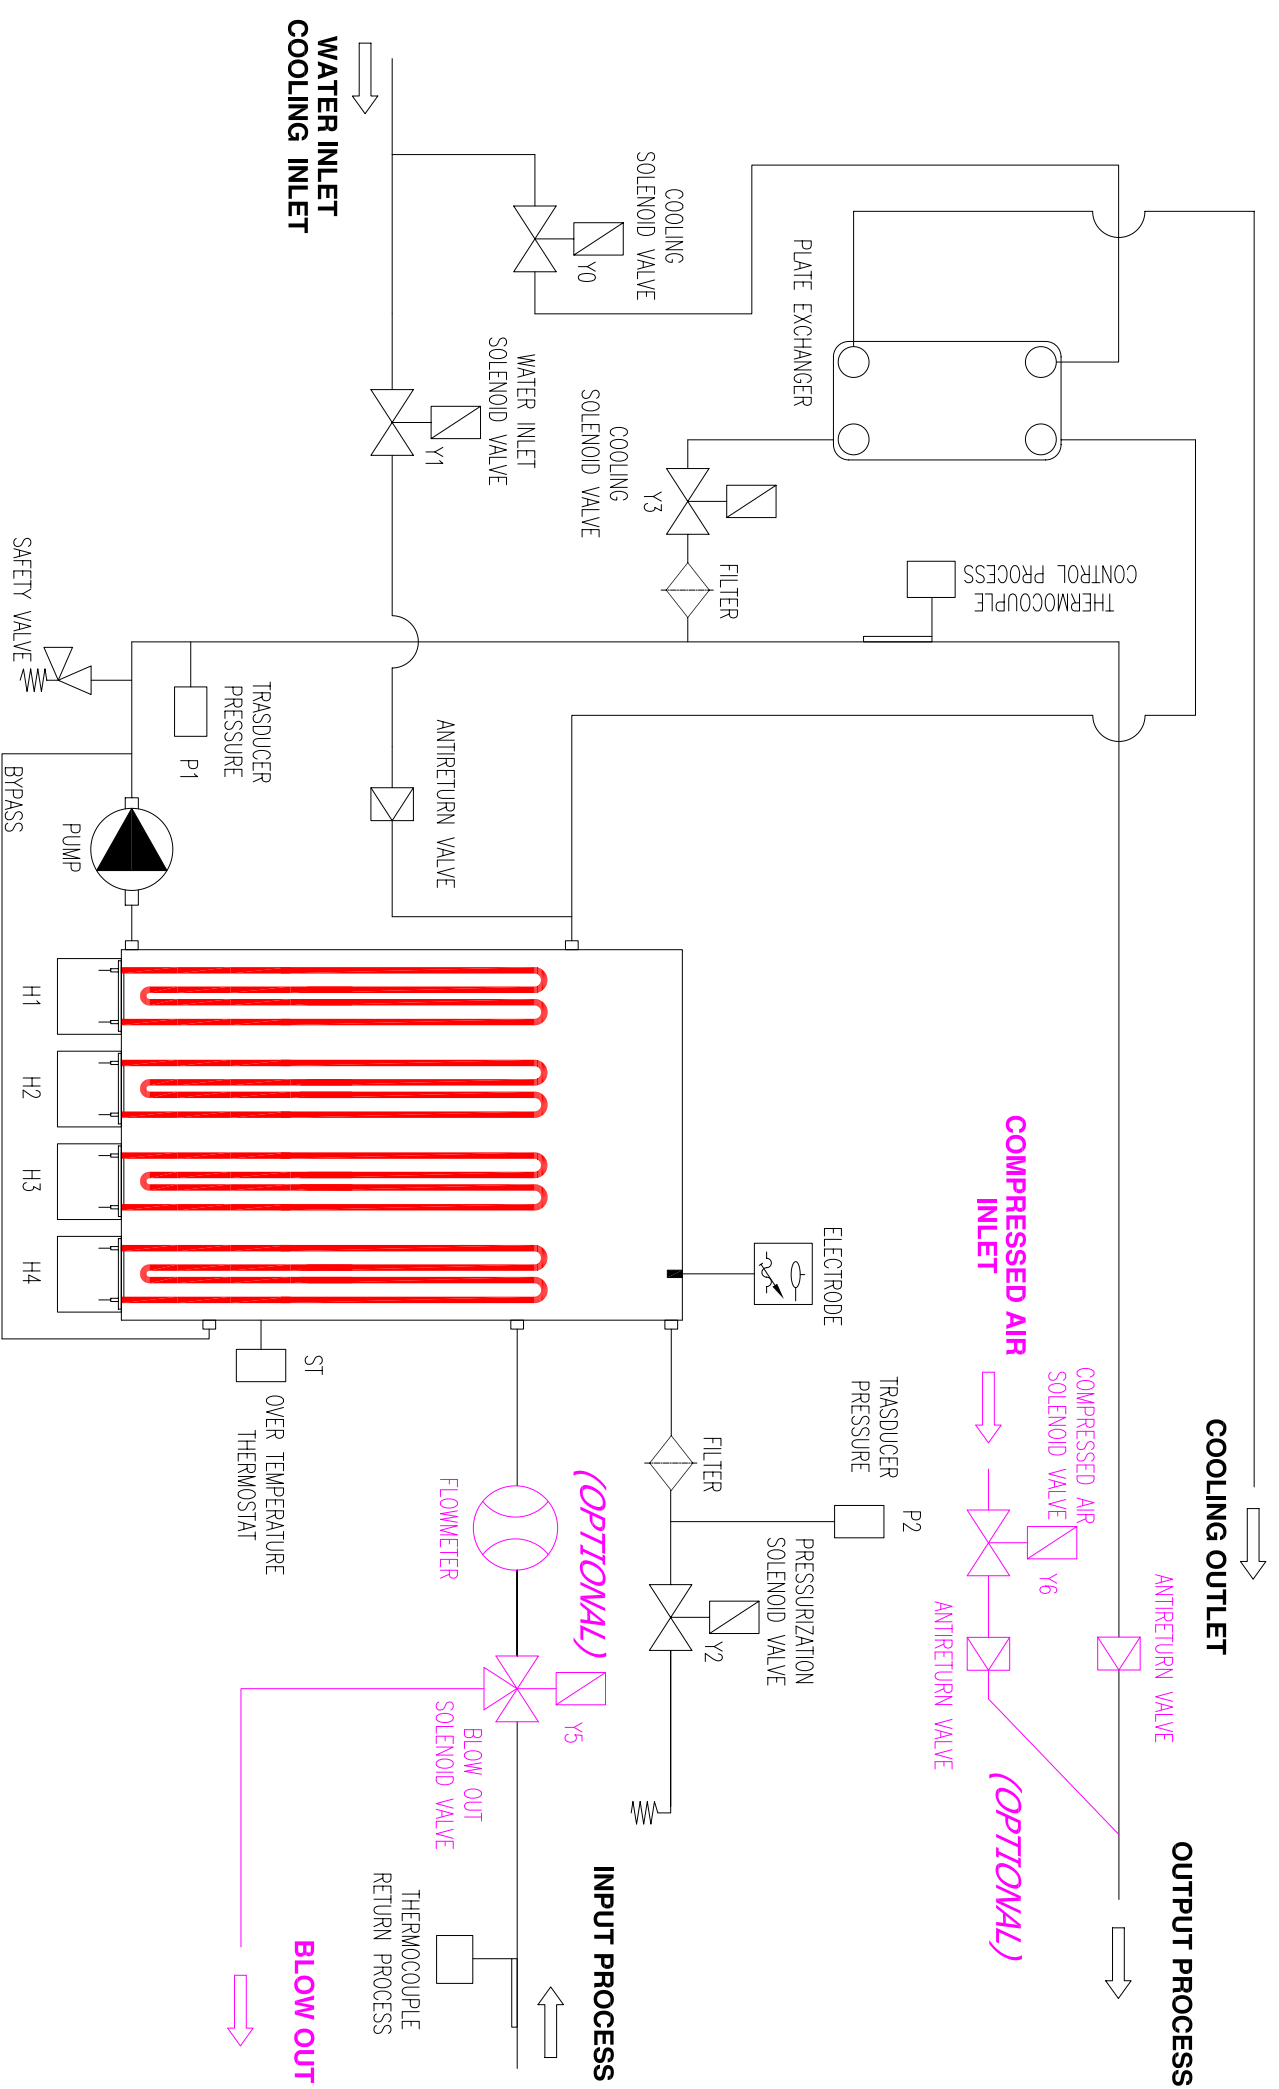 WATER INLET
COOLING INLET
COOLING
SOLENOID VALVE
Y0
PLATE EXCHANGER
WATER INLET
SOLENOID VALVE
Y1
COOLING
SOLENOID VALVE
Y3
FILTER
THERMOCOUPLE
CONTROL PROCESS
SAFETY VALVE
TRASDUCER
PRESSURE
P1
ANTIRETURN VALVE
BYPASS
PUMP
H1
H2
H3
H4
ELECTRODE
COMPRESSED AIR
INLET
COMPRESSED AIR
SOLENOID VALVE
Y6
COOLING OUTLET
ANTIRETURN VALVE
ANTIRETURN VALVE
(OPTIONAL)
OUTPUT PROCESS
TRASDUCER
PRESSURE
P2
FILTER
PRESSURIZATION
SOLENOID VALVE
Y2
ST
OVER TEMPERATURE
THERMOSTAT
(OPTIONAL)
FLOWMETER
Y5
BLOW OUT
SOLENOID VALVE
INPUT PROCESS
THERMOCOUPLE
RETURN PROCESS
BLOW OUT